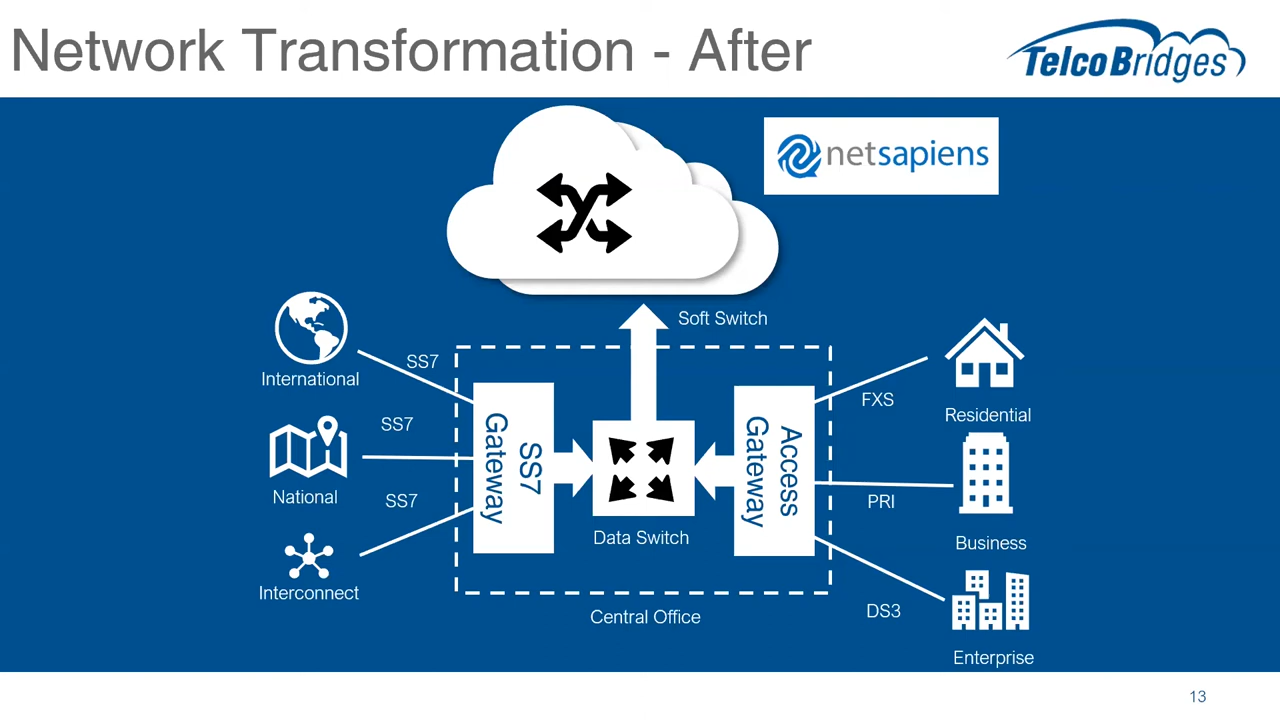 Network Transformation - After
TelcoBridges
netsapiens
Soft Switch
International
SS7
National
SS7
Interconnect
SS7
SS7
Gateway
Data Switch
Access
Gateway
Central Office
FXS
Residential
PRI
Business
DS3
Enterprise
13